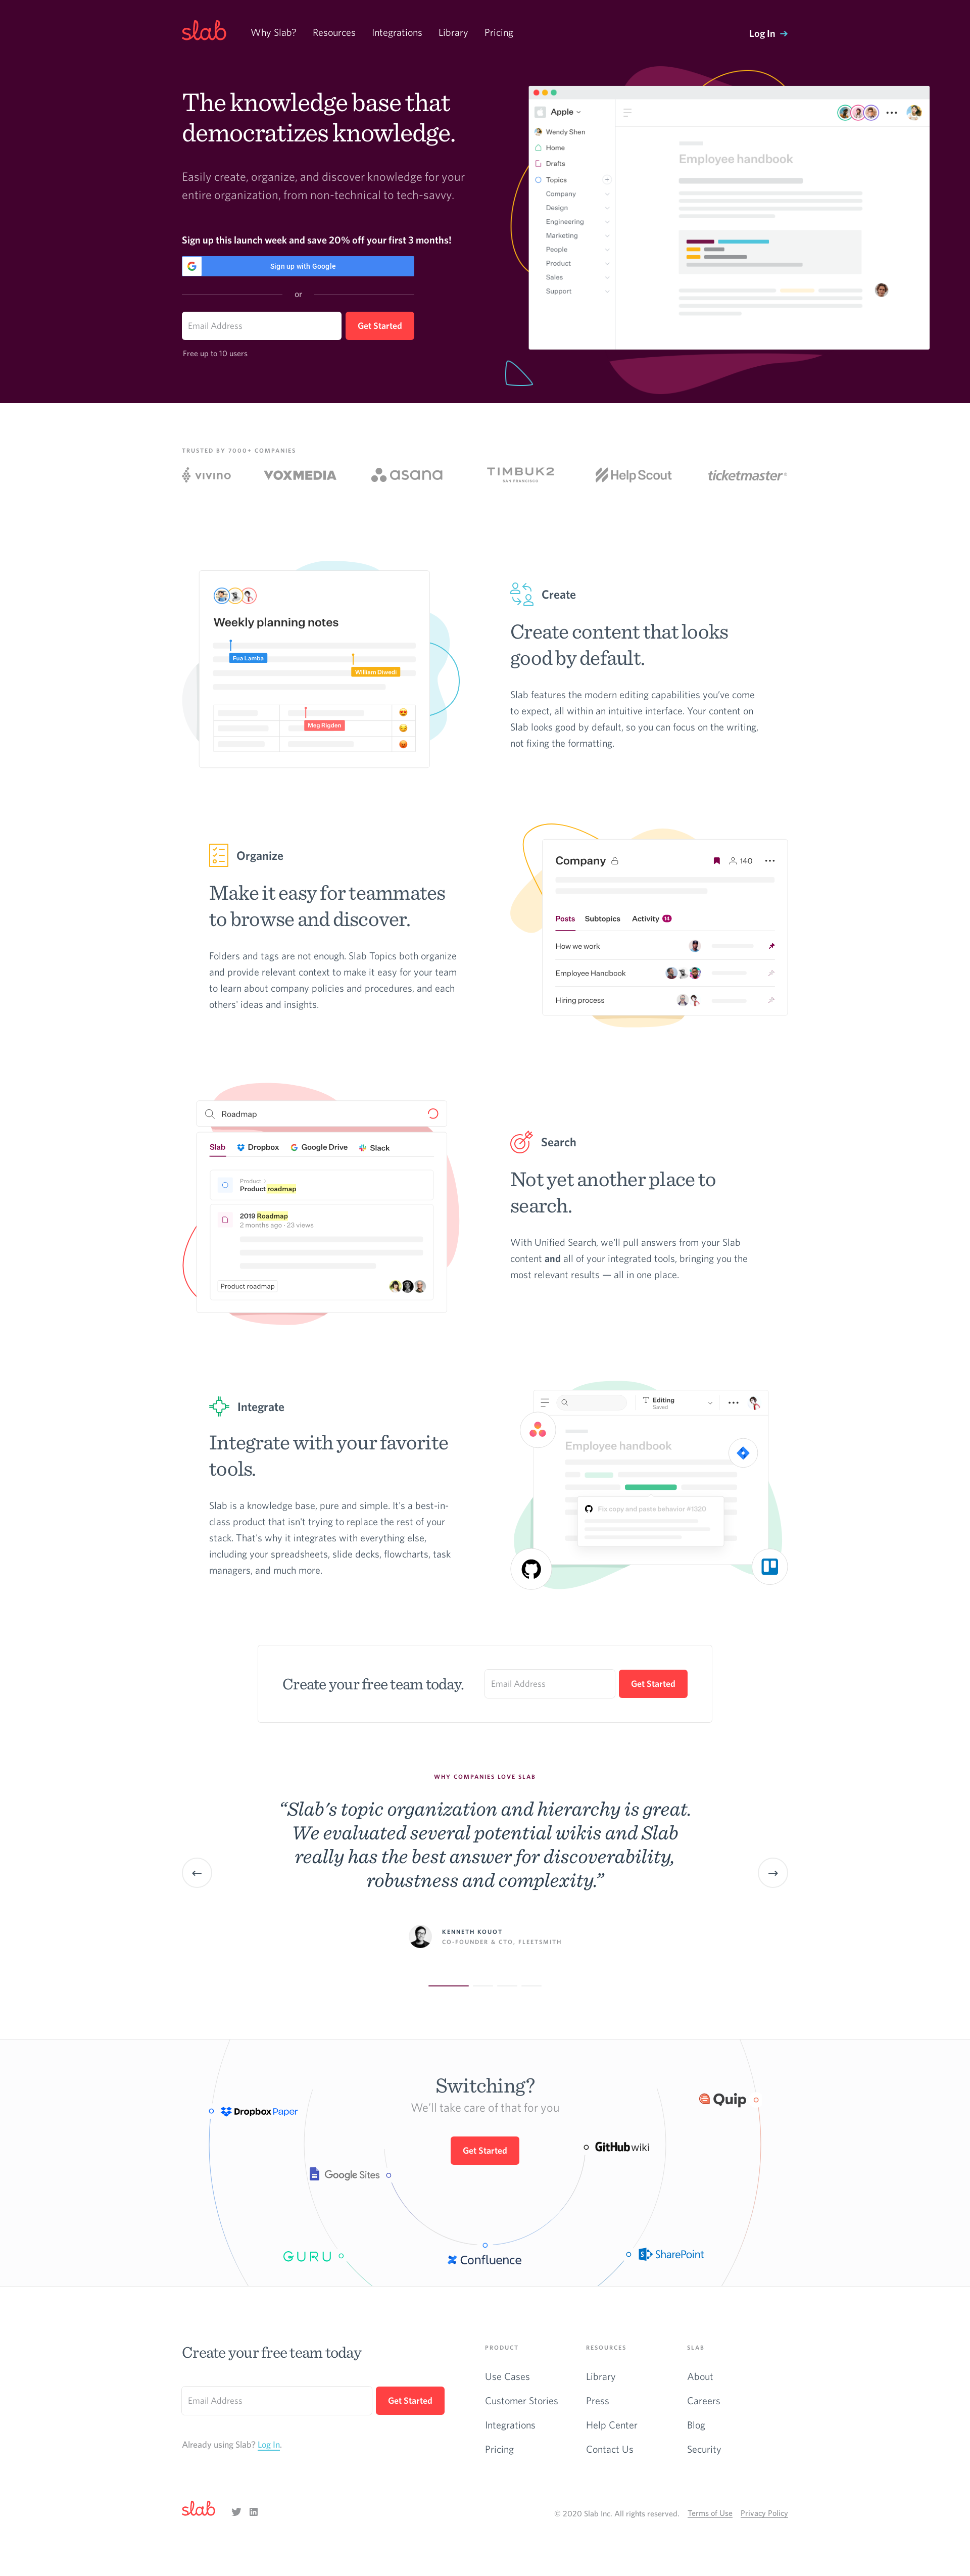 slab
Why Slab?
Resources
Integrations
Library
Pricing
Log In →
The knowledge base that
democratizes knowledge.
Easily create, organize, and discover knowledge for your
entire organization, from non-technical to tech-savvy.
Sign up this launch week and save 20% off your first 3 months!
Sign up with Google
or
Email Address
Get Started
Free up to 10 users
Apple
Wendy Shen
Home
Drafts
Topics
Company
Design
Engineering
Marketing
People
Product
Sales
Support
Employee handbook
TRUSTED BY 7000+ COMPANIES
VIVINO
VOXMEDIA
asana
TIMBUK2
SAN FRANCISCO
HelpScout
ticketmaster®
Weekly planning notes
Fua Lamba
William Diwedi
Meg Rigden
Create
Create content that looks
good by default.
Slab features the modern editing capabilities you've come
to expect, all within an intuitive interface. Your content on
Slab looks good by default, so you can focus on the writing,
not fixing the formatting.
Organize
Make it easy for teammates
to browse and discover.
Folders and tags are not enough. Slab Topics both organize
and provide relevant context to make it easy for your team
to learn about company policies and procedures, and each
others' ideas and insights.
Company
140
Posts
Subtopics
Activity 14
How we work
Employee Handbook
Hiring process
Roadmap
Slab
Dropbox
Google Drive
Slack
Product
Product roadmap
2019 Roadmap
2 months ago · 23 views
Product roadmap
Search
Not yet another place to
search.
With Unified Search, we'll pull answers from your Slab
content and all of your integrated tools, bringing you the
most relevant results — all in one place.
Integrate
Integrate with your favorite
tools.
Slab is a knowledge base, pure and simple. It's a best-in-
class product that isn't trying to replace the rest of your
stack. That's why it integrates with everything else,
including your spreadsheets, slide decks, flowcharts, task
managers, and much more.
Editing
Saved
Employee handbook
Fix copy and paste behavior #1320
Create your free team today.
Email Address
Get Started
WHY COMPANIES LOVE SLAB
“Slab's topic organization and hierarchy is great.
We evaluated several potential wikis and Slab
really has the best answer for discoverability,
robustness and complexity.”
KENNETH KOUOT
CO-FOUNDER & CTO, FLEETSMITH
Switching?
We'll take care of that for you
Get Started
Dropbox Paper
Quip
GitHub wiki
Google Sites
GURU
Confluence
SharePoint
Create your free team today
Email Address
Get Started
Already using Slab? Log In.
PRODUCT
Use Cases
Customer Stories
Integrations
Pricing
RESOURCES
Library
Press
Help Center
Contact Us
SLAB
About
Careers
Blog
Security
slab
© 2020 Slab Inc. All rights reserved.
Terms of Use
Privacy Policy